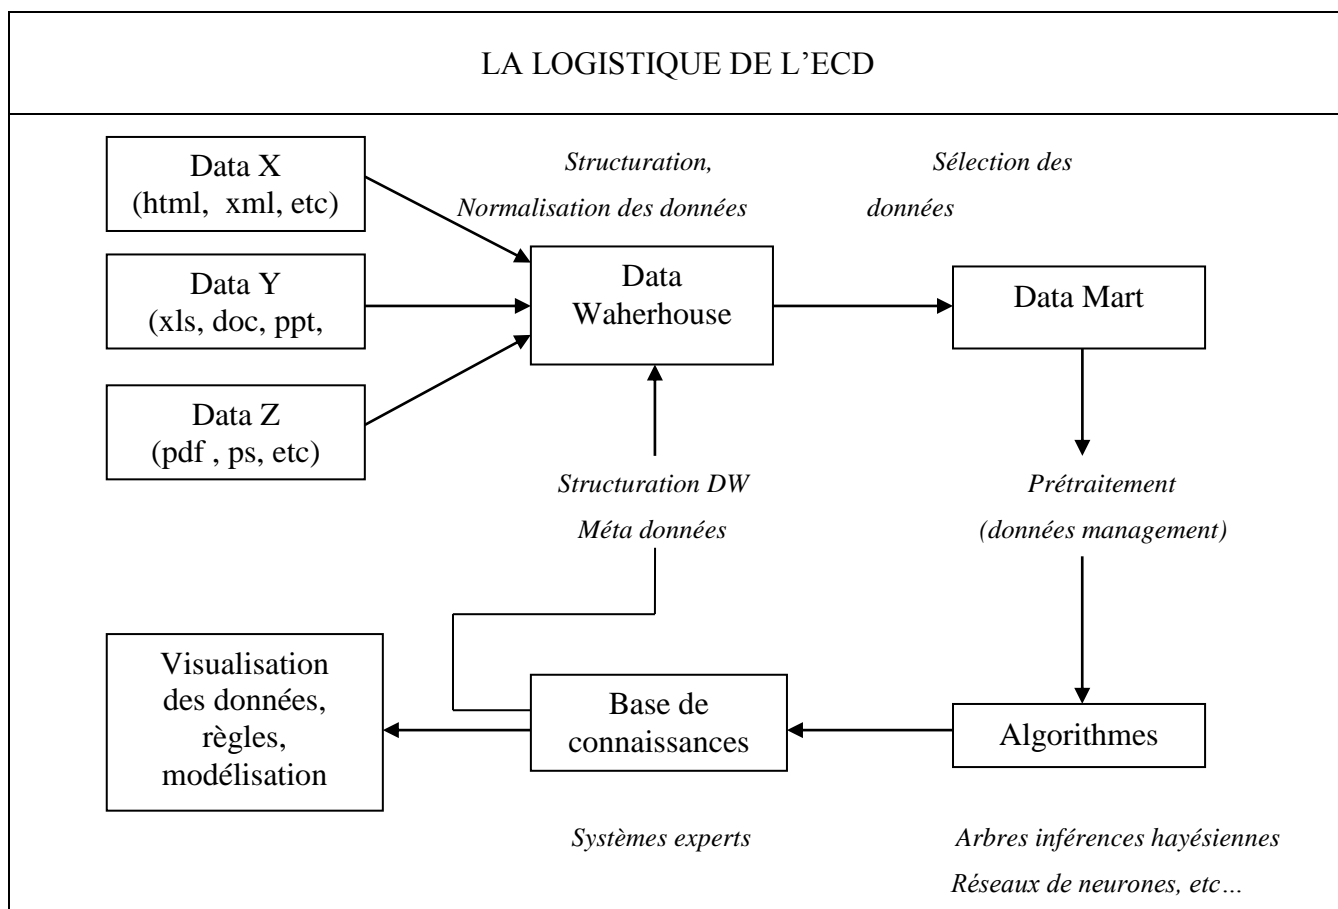 LA LOGISTIQUE DE L’ECD
Data X
(html, xml, etc)
Structuration,
Normalisation des données
Sélection des
données
Data Y
(xls, doc, ppt,
Data
Waherhouse
Data Mart
Data Z
(pdf , ps, etc)
Structuration DW
Méta données
Prétraitement
(données management)
Visualisation
des données,
règles,
modélisation
Base de
connaissances
Algorithmes
Systèmes experts
Arbres inférences hayésiennes
Réseaux de neurones, etc…